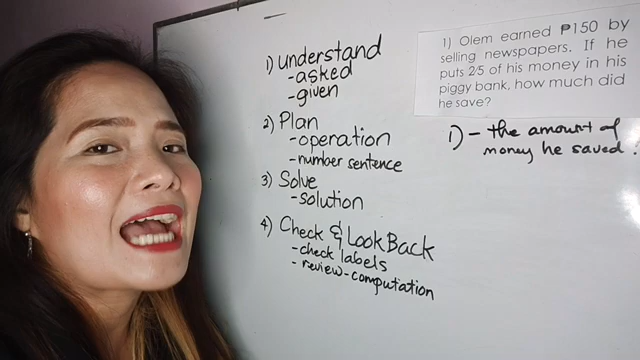 1) Understand
-asked
-given
2) Plan
-operation
-number sentence
3) Solve
-solution
4) Check & Look Back
-check labels
-review-computation
1) Olem earned ₱150 by
selling newspapers. If he
puts 2/5 of his money in his
piggy bank, how much did
he save?
1) - the amount of
money he saved?